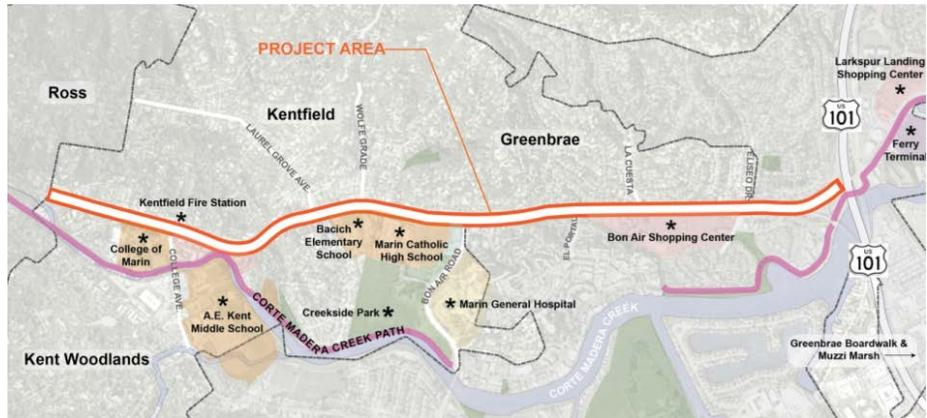 PROJECT AREA
Larkspur Landing
Shopping Center
*
Ross
Kentfield
WOLFE GRADE
US
101
LAUREL GROVE AVE
Greenbrae
*
Ferry
Terminal
LA CUESTA
ELISEO DR.
Kentfield Fire Station
*
*
College of
Marin
COLLEGE AVE.
*
Bacich
Elementary
School
*
Marin Catholic
High School
EL PORTAL
*
Bon Air Shopping Center
BON AIR ROAD
US
101
*
A.E. Kent
Middle School
CORTE MADERA CREEK PATH
Creekside Park *
*
Marin General Hospital
CORTE MADERA CREEK
Kent Woodlands
Greenbrae Boardwalk &
Muzzi Marsh